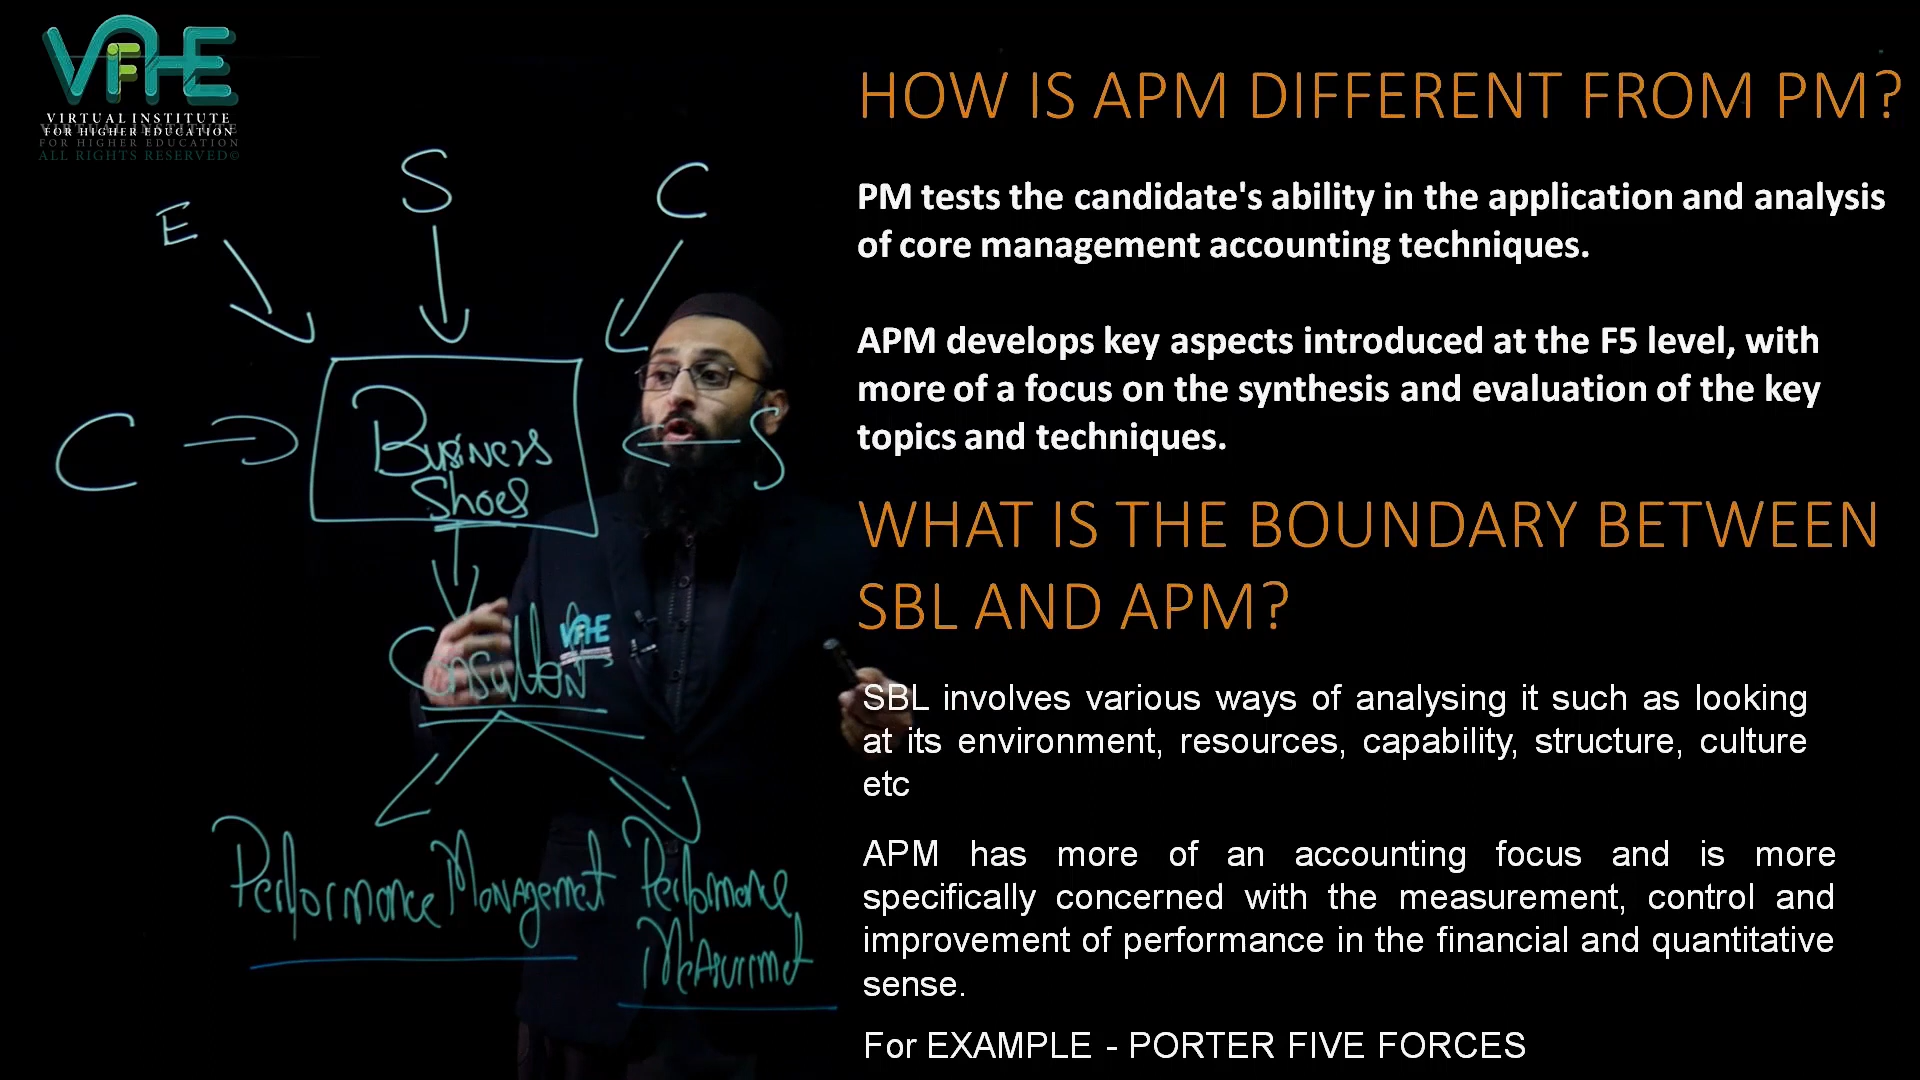 VIFHE
VIRTUAL INSTITUTE
FOR HIGHER EDUCATION
FOR HIGHER EDUCATION
ALL RIGHTS RESERVED©
HOW IS APM DIFFERENT FROM PM?
PM tests the candidate's ability in the application and analysis
of core management accounting techniques.
APM develops key aspects introduced at the F5 level, with
more of a focus on the synthesis and evaluation of the key
topics and techniques.
WHAT IS THE BOUNDARY BETWEEN
SBL AND APM?
SBL involves various ways of analysing it such as looking
at its environment, resources, capability, structure, culture
etc
APM has more of an accounting focus and is more
specifically concerned with the measurement, control and
improvement of performance in the financial and quantitative
sense.
For EXAMPLE - PORTER FIVE FORCES
E
S
C
C
S
Business
Shoes
Consultant
VIFHE
Performance Management
Performance
Measurment